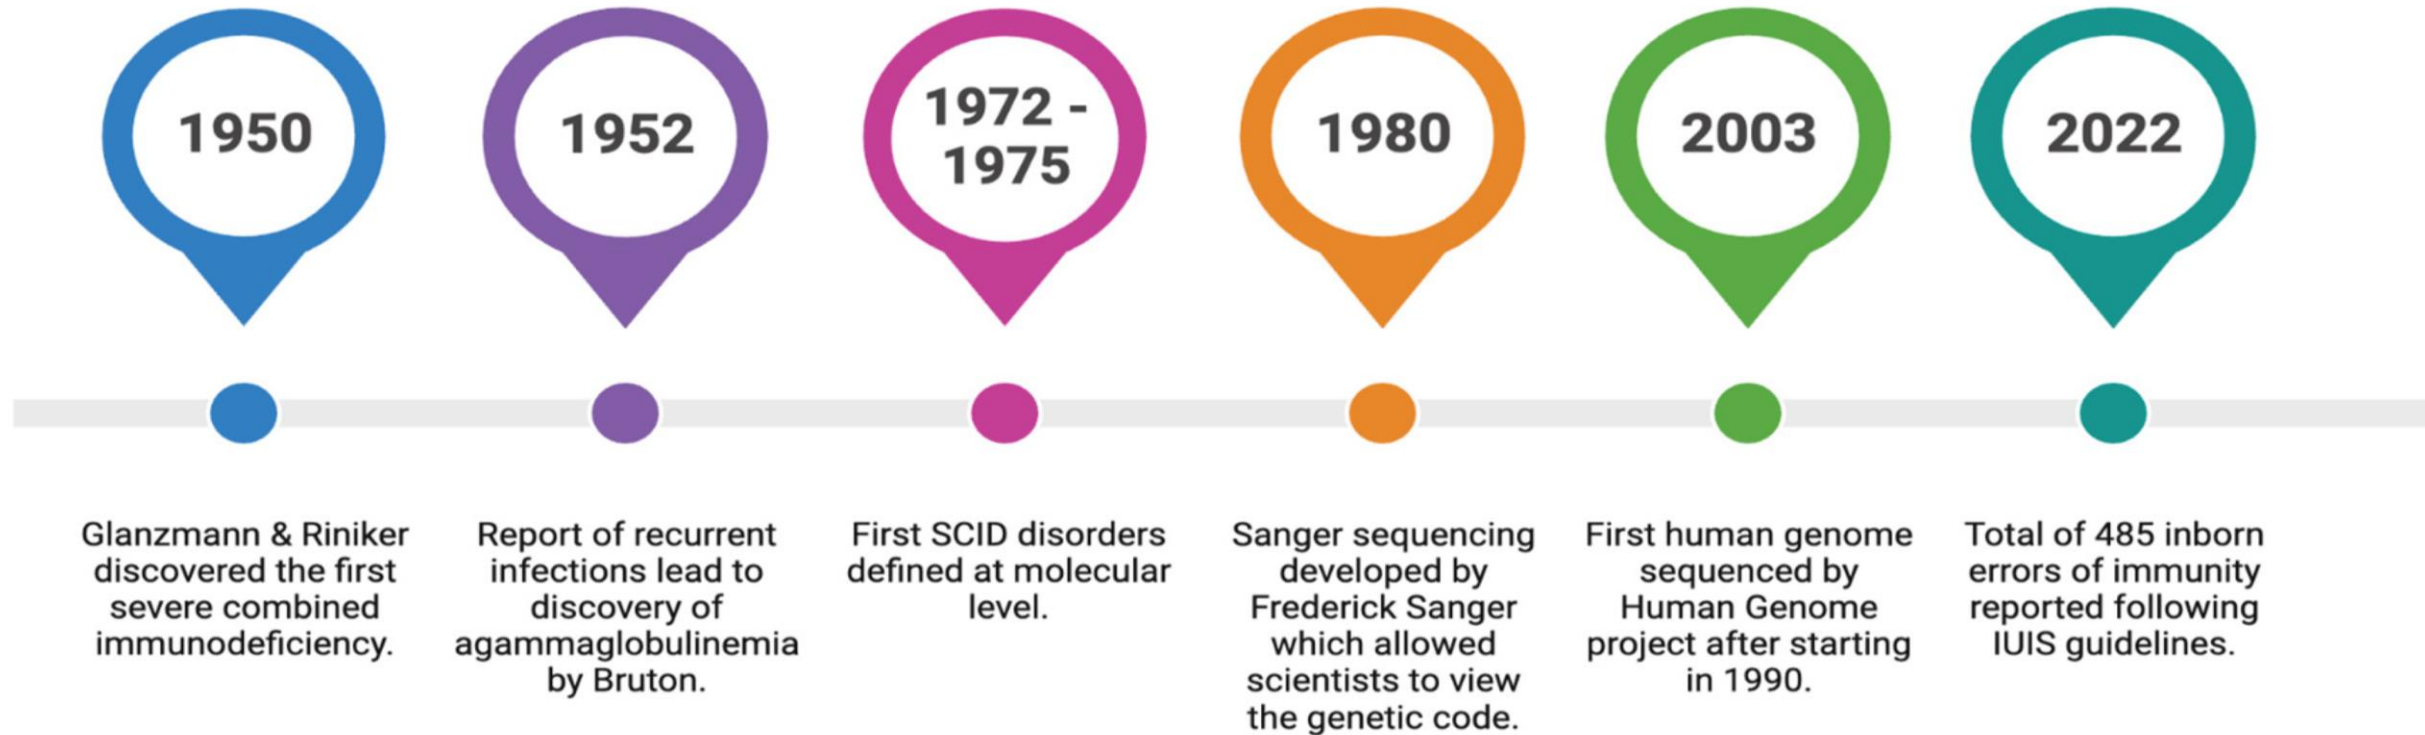 1950
1952
1972 -
1975
1980
2003
2022
Glanzmann & Riniker
discovered the first
severe combined
immunodeficiency.
Report of recurrent
infections lead to
discovery of
agammaglobulinemia
by Bruton.
First SCID disorders
defined at molecular
level.
Sanger sequencing
developed by
Frederick Sanger
which allowed
scientists to view
the genetic code.
First human genome
sequenced by
Human Genome
project after starting
in 1990.
Total of 485 inborn
errors of immunity
reported following
IUIS guidelines.